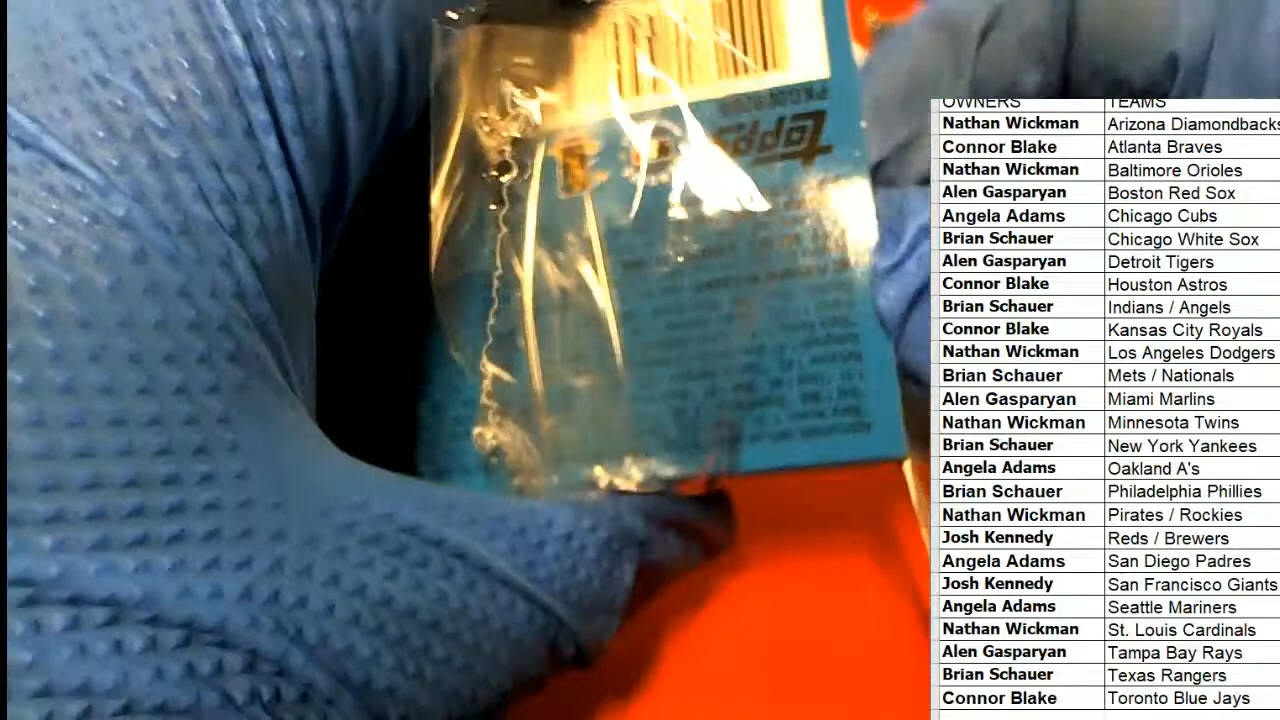 topps
OWNERS TEAMS
Nathan Wickman Arizona Diamondbacks
Connor Blake Atlanta Braves
Nathan Wickman Baltimore Orioles
Alen Gasparyan Boston Red Sox
Angela Adams Chicago Cubs
Brian Schauer Chicago White Sox
Alen Gasparyan Detroit Tigers
Connor Blake Houston Astros
Brian Schauer Indians / Angels
Connor Blake Kansas City Royals
Nathan Wickman Los Angeles Dodgers
Brian Schauer Mets / Nationals
Alen Gasparyan Miami Marlins
Nathan Wickman Minnesota Twins
Brian Schauer New York Yankees
Angela Adams Oakland A's
Brian Schauer Philadelphia Phillies
Nathan Wickman Pirates / Rockies
Josh Kennedy Reds / Brewers
Angela Adams San Diego Padres
Josh Kennedy San Francisco Giants
Angela Adams Seattle Mariners
Nathan Wickman St. Louis Cardinals
Alen Gasparyan Tampa Bay Rays
Brian Schauer Texas Rangers
Connor Blake Toronto Blue Jays